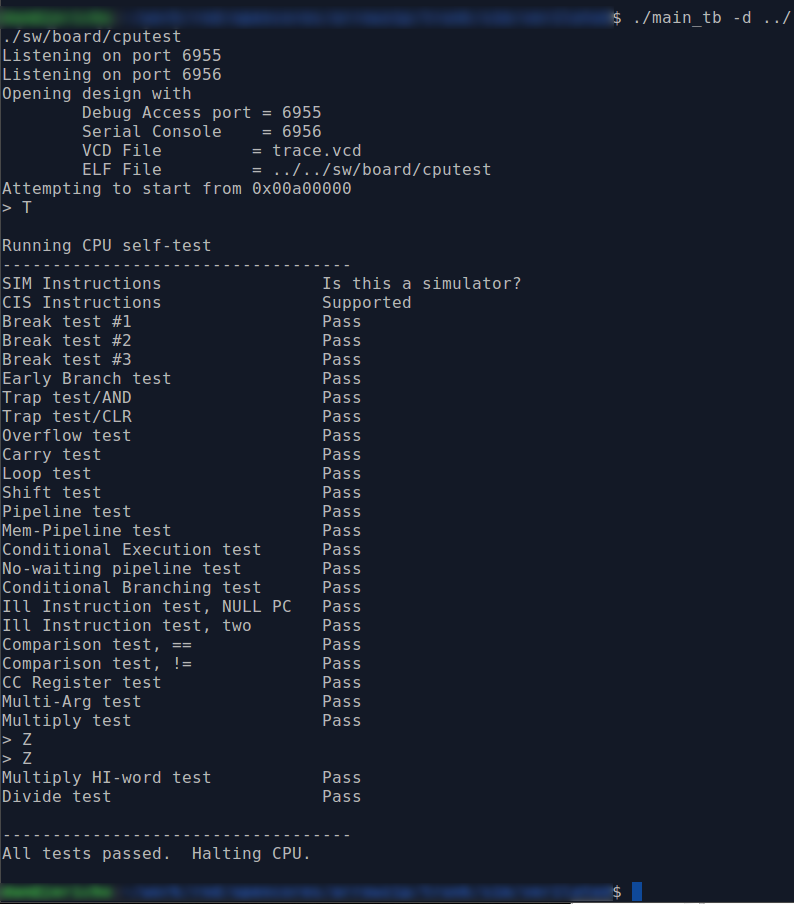 $ ./main_tb -d ../
./sw/board/cputest
Listening on port 6955
Listening on port 6956
Opening design with
        Debug Access port = 6955
        Serial Console    = 6956
        VCD File         = trace.vcd
        ELF File         = ../../sw/board/cputest
Attempting to start from 0x00a00000
> T
Running CPU self-test
-----------------------------------
SIM Instructions                Is this a simulator?
CIS Instructions                Supported
Break test #1                   Pass
Break test #2                   Pass
Break test #3                   Pass
Early Branch test               Pass
Trap test/AND                   Pass
Trap test/CLR                   Pass
Overflow test                   Pass
Carry test                      Pass
Loop test                       Pass
Shift test                      Pass
Pipeline test                   Pass
Mem-Pipeline test               Pass
Conditional Execution test      Pass
No-waiting pipeline test        Pass
Conditional Branching test      Pass
Ill Instruction test, NULL PC   Pass
Ill Instruction test, two       Pass
Comparison test, ==             Pass
Comparison test, !=             Pass
CC Register test                Pass
Multi-Arg test                  Pass
Multiply test                   Pass
> Z
> Z
Multiply HI-word test           Pass
Divide test                     Pass
-----------------------------------
All tests passed.  Halting CPU.
$